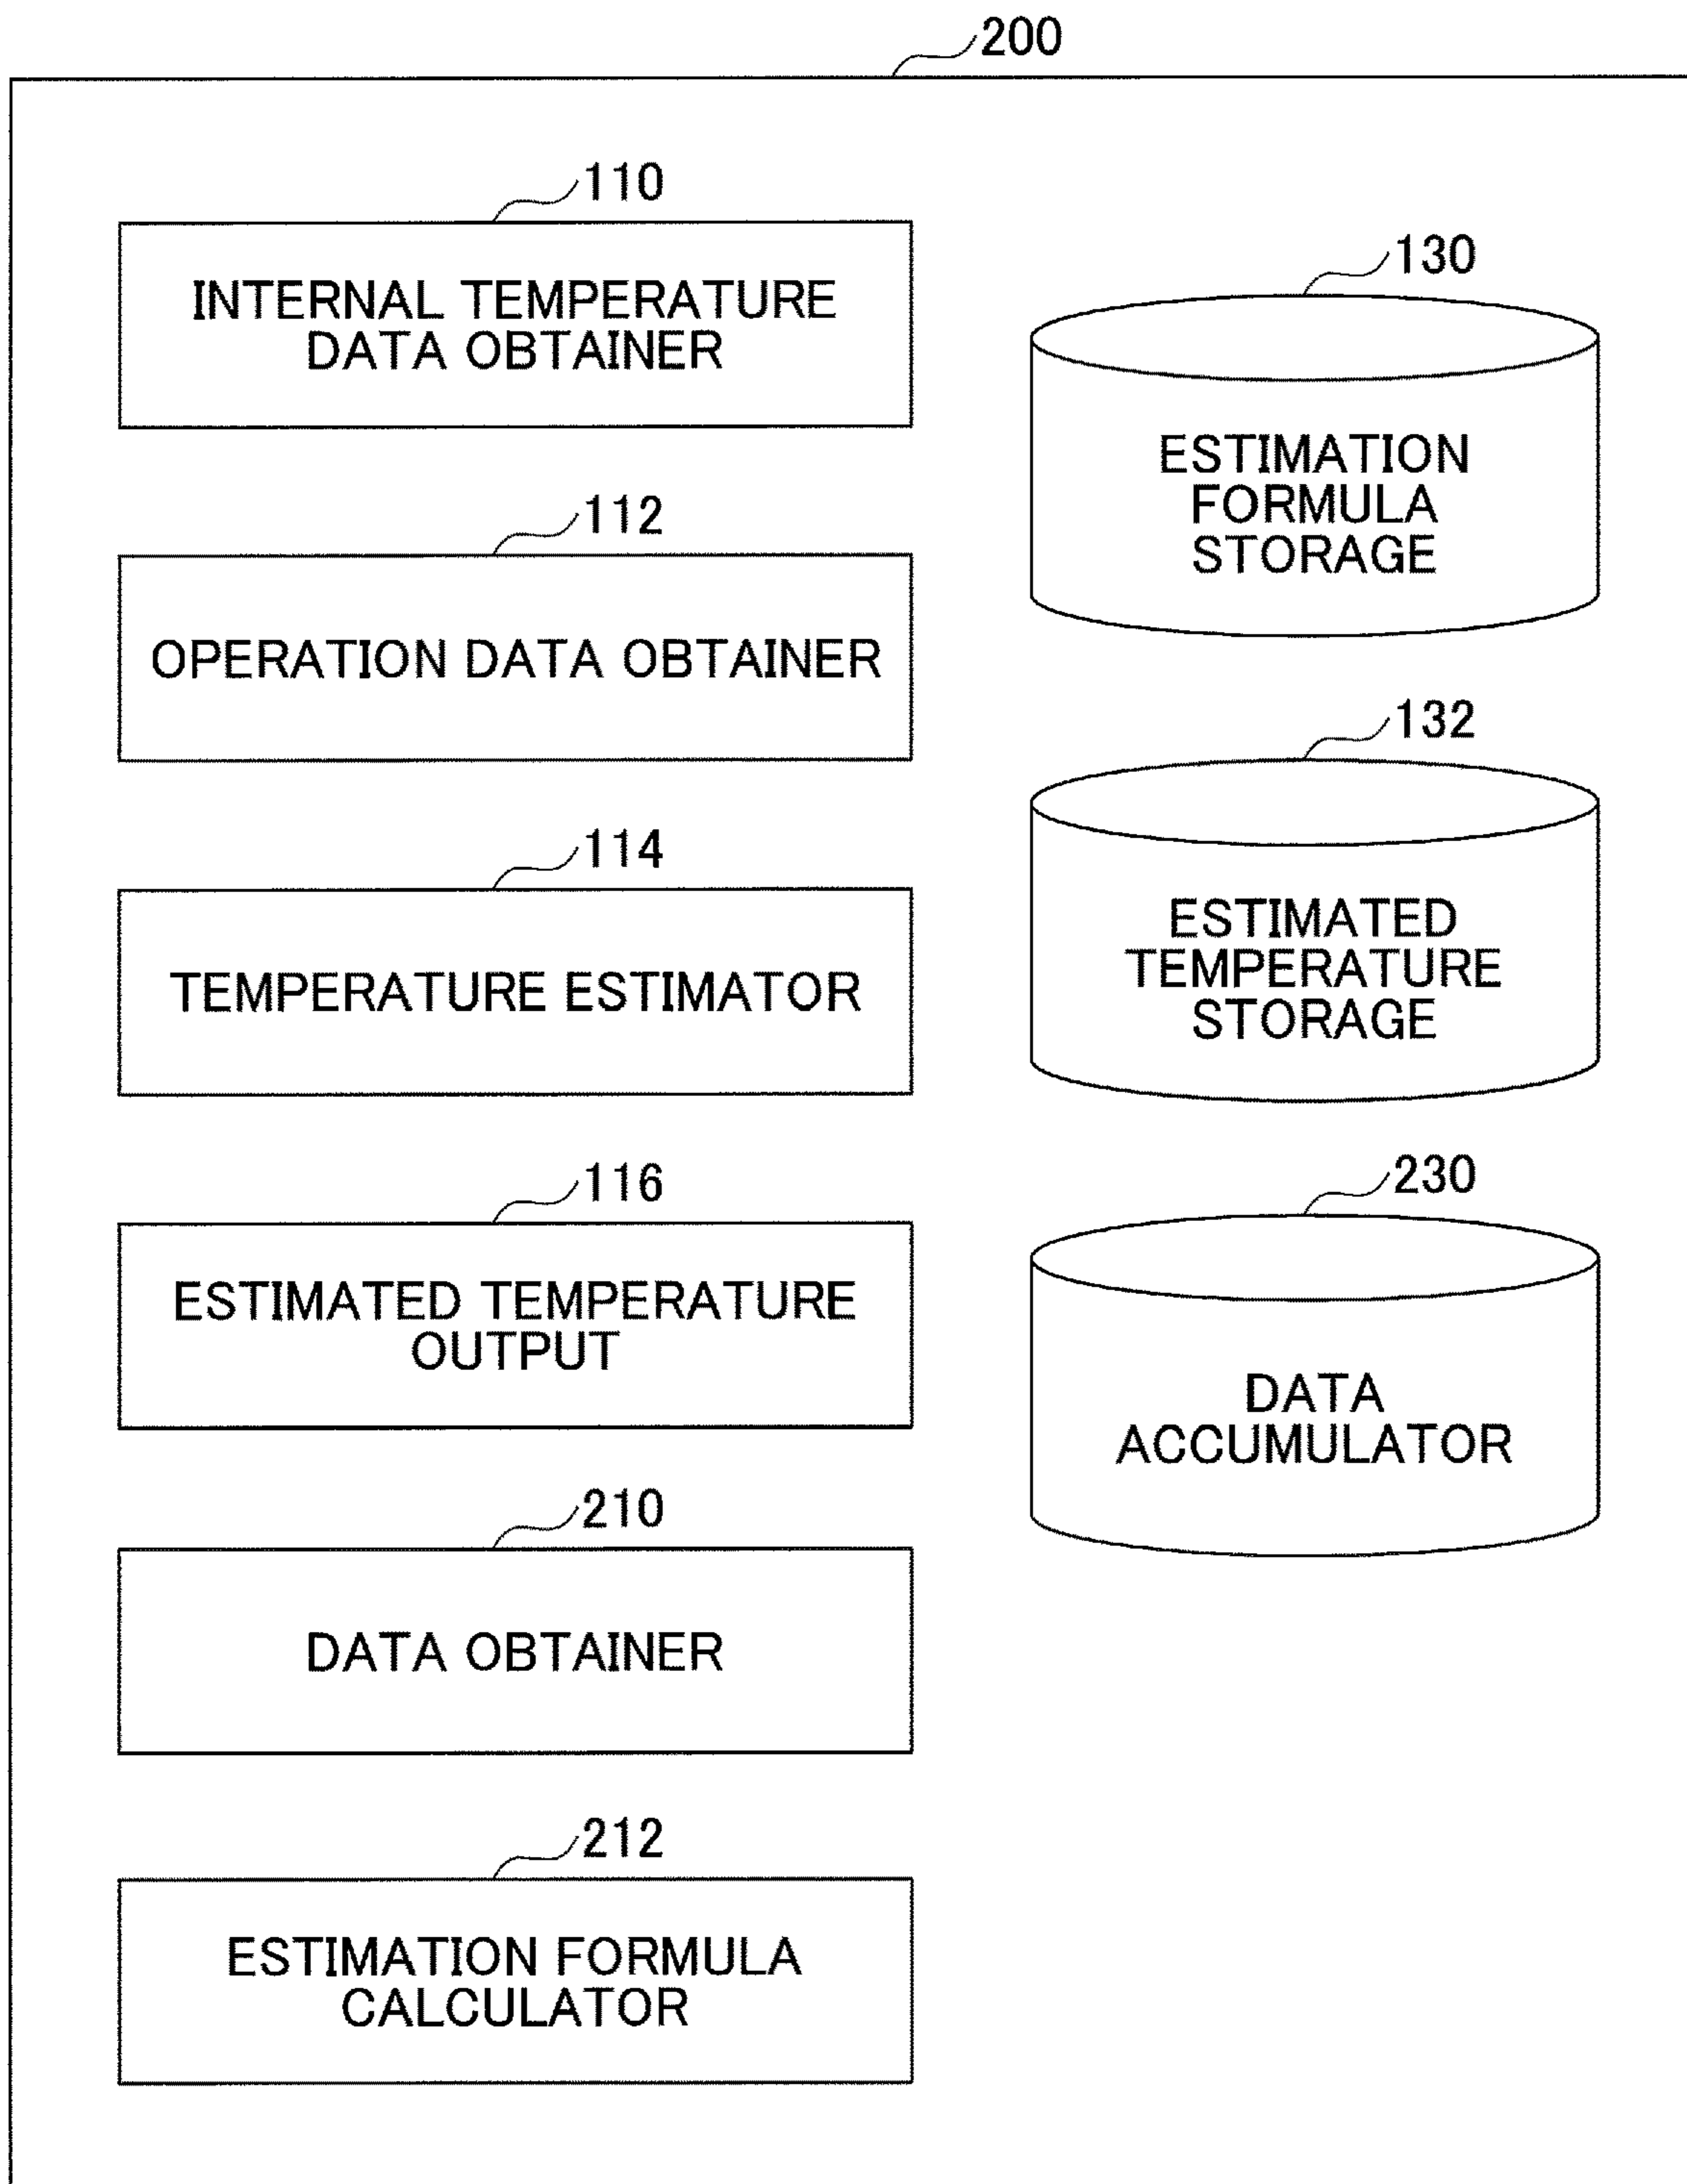 200
110
INTERNAL TEMPERATURE
DATA OBTAINER
112
OPERATION DATA OBTAINER
114
TEMPERATURE ESTIMATOR
116
ESTIMATED TEMPERATURE
OUTPUT
210
DATA OBTAINER
212
ESTIMATION FORMULA
CALCULATOR
130
ESTIMATION
FORMULA
STORAGE
132
ESTIMATED
TEMPERATURE
STORAGE
230
DATA
ACCUMULATOR